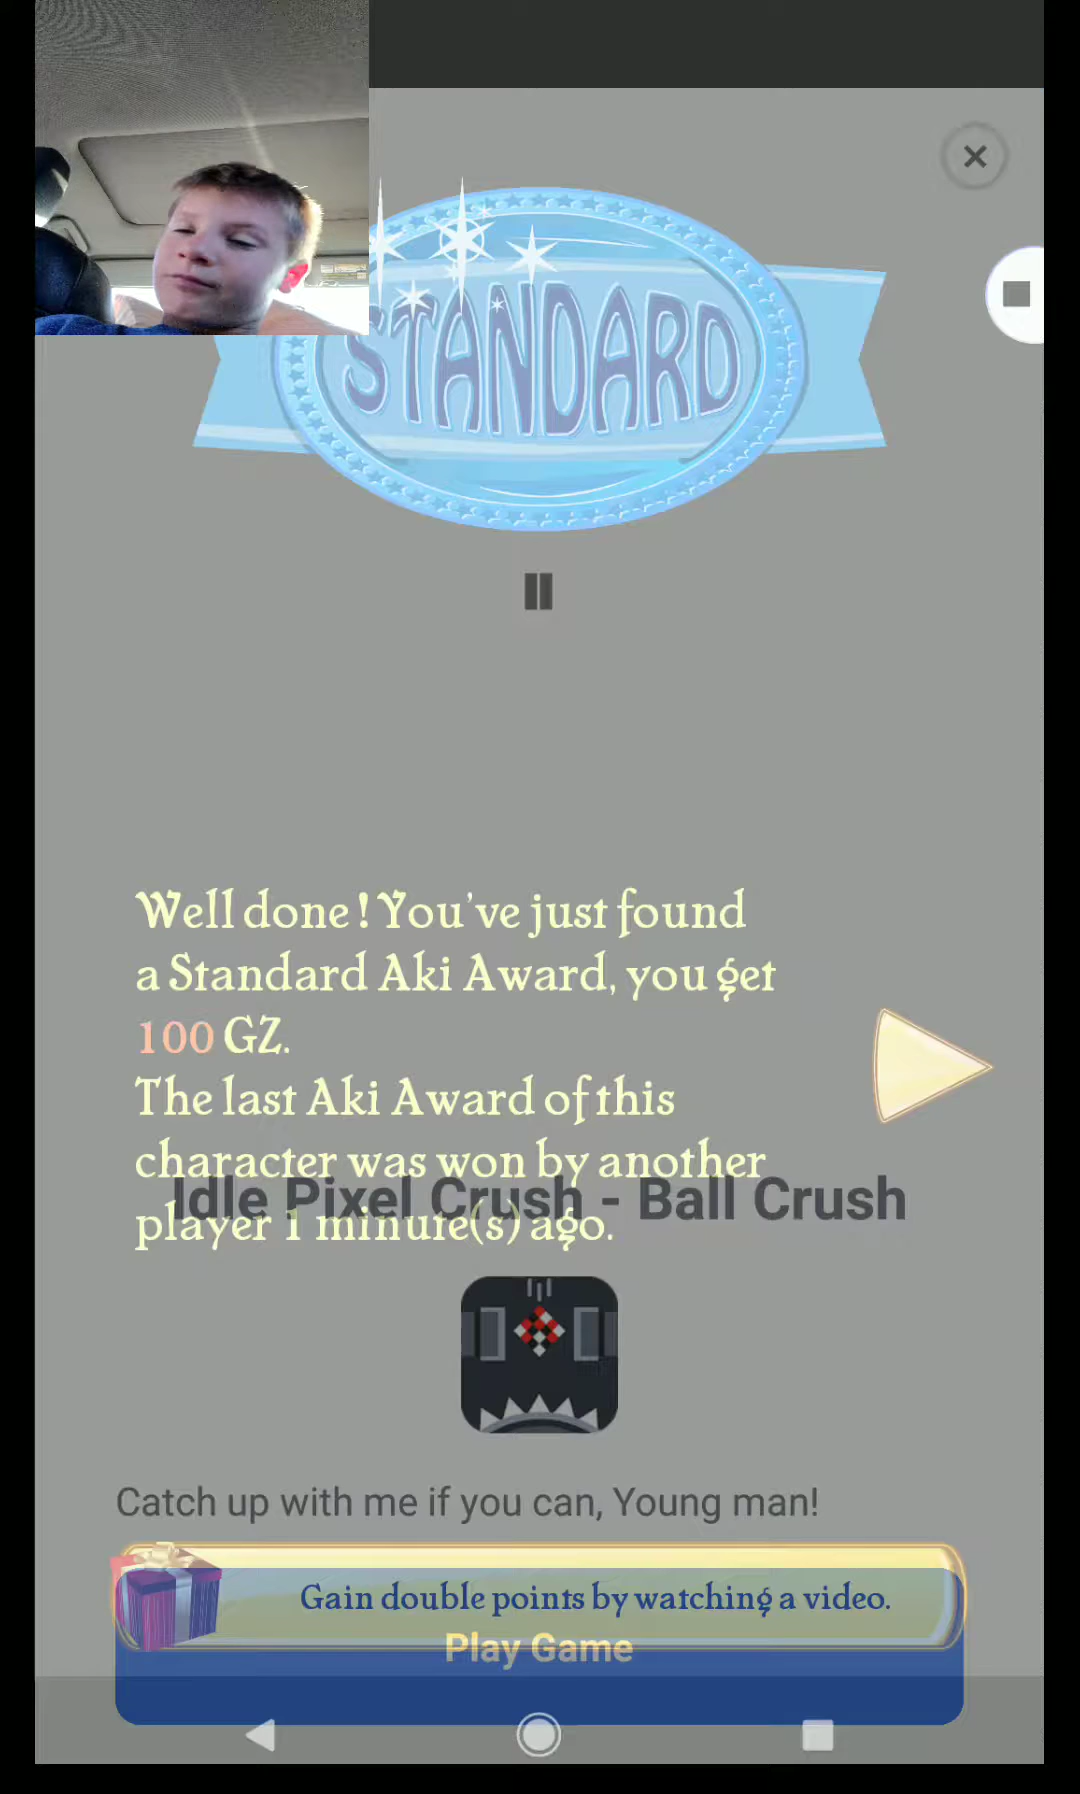 STANDARD
Well done! You've just found
a Standard Aki Award, you get
100 GZ.
The last Aki Award of this
character was won by another
player 1 minute(s) ago.
Idle Pixel Crush - Ball Crush
Catch up with me if you can, Young man!
Gain double points by watching a video.
Play Game